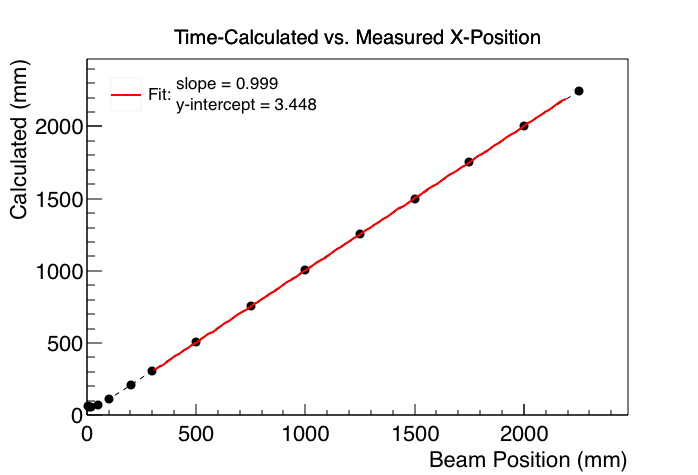 Time-Calculated vs. Measured X-Position
Calculated (mm)
Fit:
slope = 0.999
y-intercept = 3.448
2000
1500
1000
500
0
0 500 1000 1500 2000
Beam Position (mm)